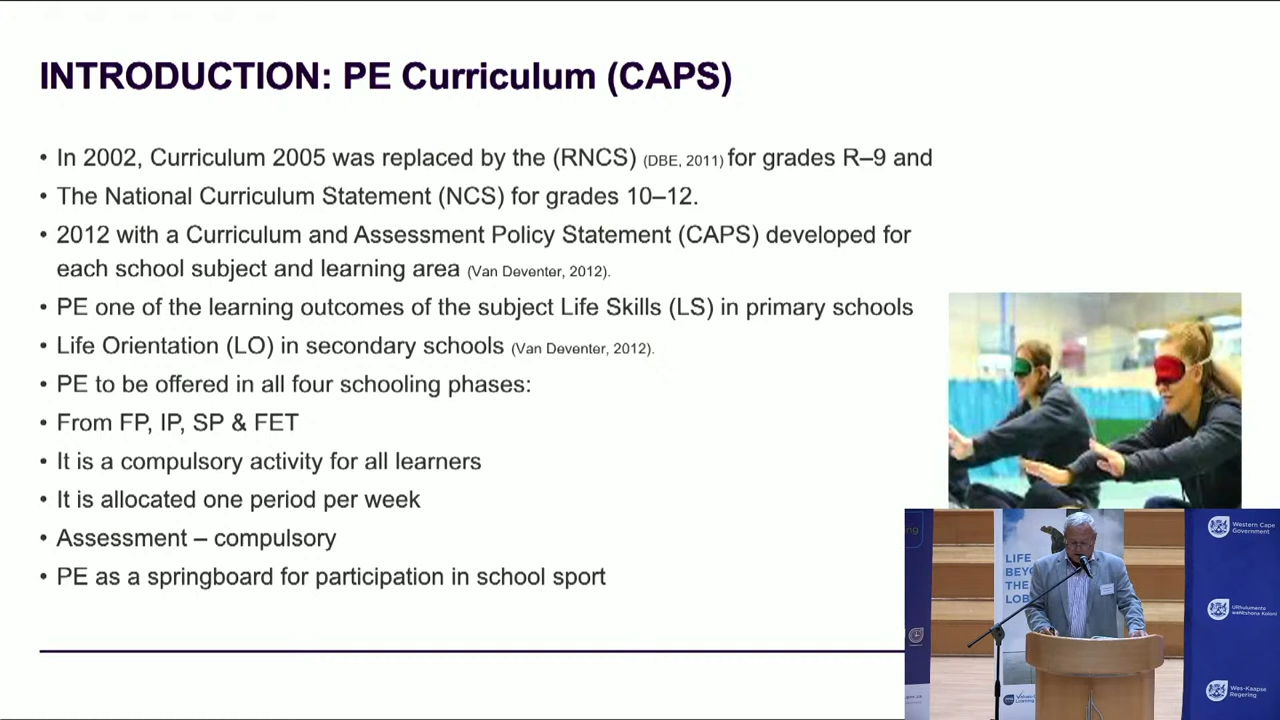 INTRODUCTION: PE Curriculum (CAPS)
• In 2002, Curriculum 2005 was replaced by the (RNCS) (DBE, 2011) for grades R–9 and
• The National Curriculum Statement (NCS) for grades 10–12.
• 2012 with a Curriculum and Assessment Policy Statement (CAPS) developed for
each school subject and learning area (Van Deventer, 2012).
• PE one of the learning outcomes of the subject Life Skills (LS) in primary schools
• Life Orientation (LO) in secondary schools (Van Deventer, 2012).
• PE to be offered in all four schooling phases:
• From FP, IP, SP & FET
• It is a compulsory activity for all learners
• It is allocated one period per week
• Assessment – compulsory
• PE as a springboard for participation in school sport
LIFE
BEYO
THE
LOB
Western Cape
Government
URhulumente
weNtshona Koloni
Wes-Kaapse
Regering